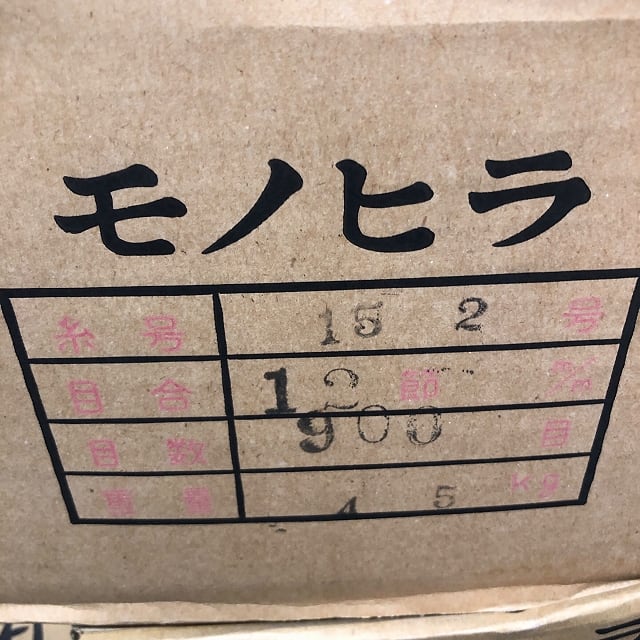 モノヒラ
糸号 15 2 号
目合 12 節
目数 900 目
重量 4 5 kg